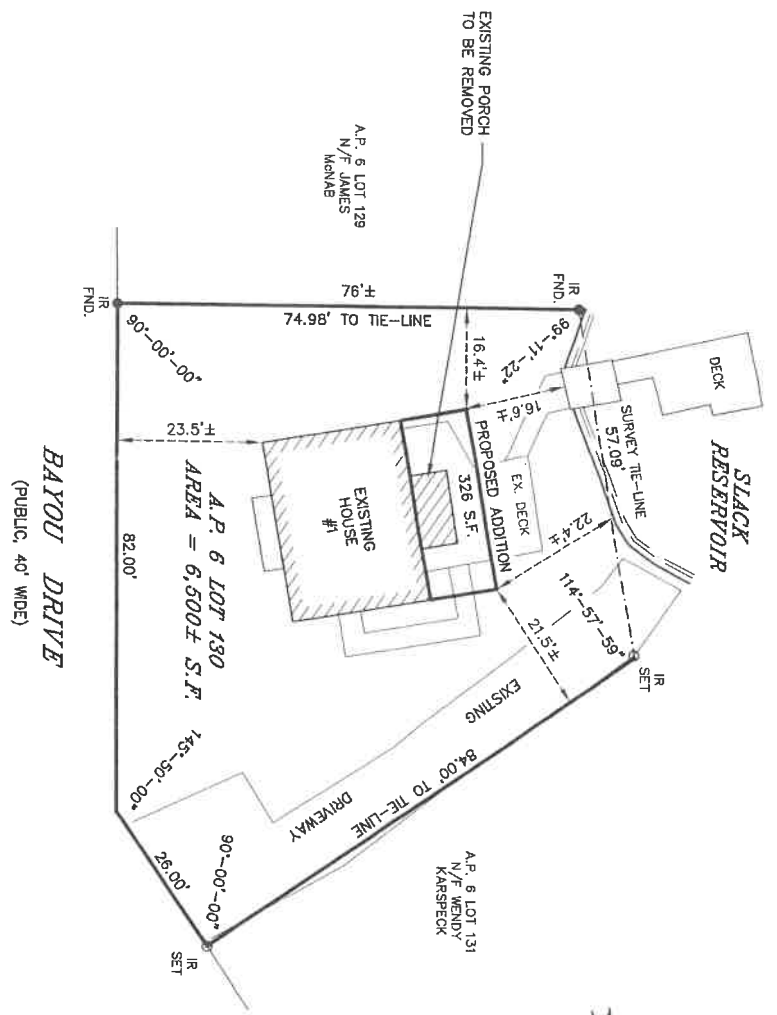 EXISTING PORCH
TO BE REMOVED
A.P. 6 LOT 129
N/F JAMES
McNAB
IR
FND.
76'±
74.98' TO TIE-LINE
IR
FND.
90°-00'-00"
99°-11'-22"
16.4'±
16.6'±
DECK
SLACK
RESERVOIR
SURVEY TIE-LINE
57.09'
EX. DECK
PROPOSED ADDITION
326 S.F.
22.4'±
114°-57'-59"
21.5'±
IR
SET
23.5'±
EXISTING
HOUSE
#1
A.P. 6 LOT 130
AREA = 6,500± S.F.
EXISTING
DRIVEWAY
84.00' TO TIE-LINE
A.P. 6 LOT 131
N/F WENDY
KARSPECK
82.00'
145°-50'-00"
90°-00'-00"
26.00'
IR
SET
BAYOU DRIVE
(PUBLIC, 40' WIDE)